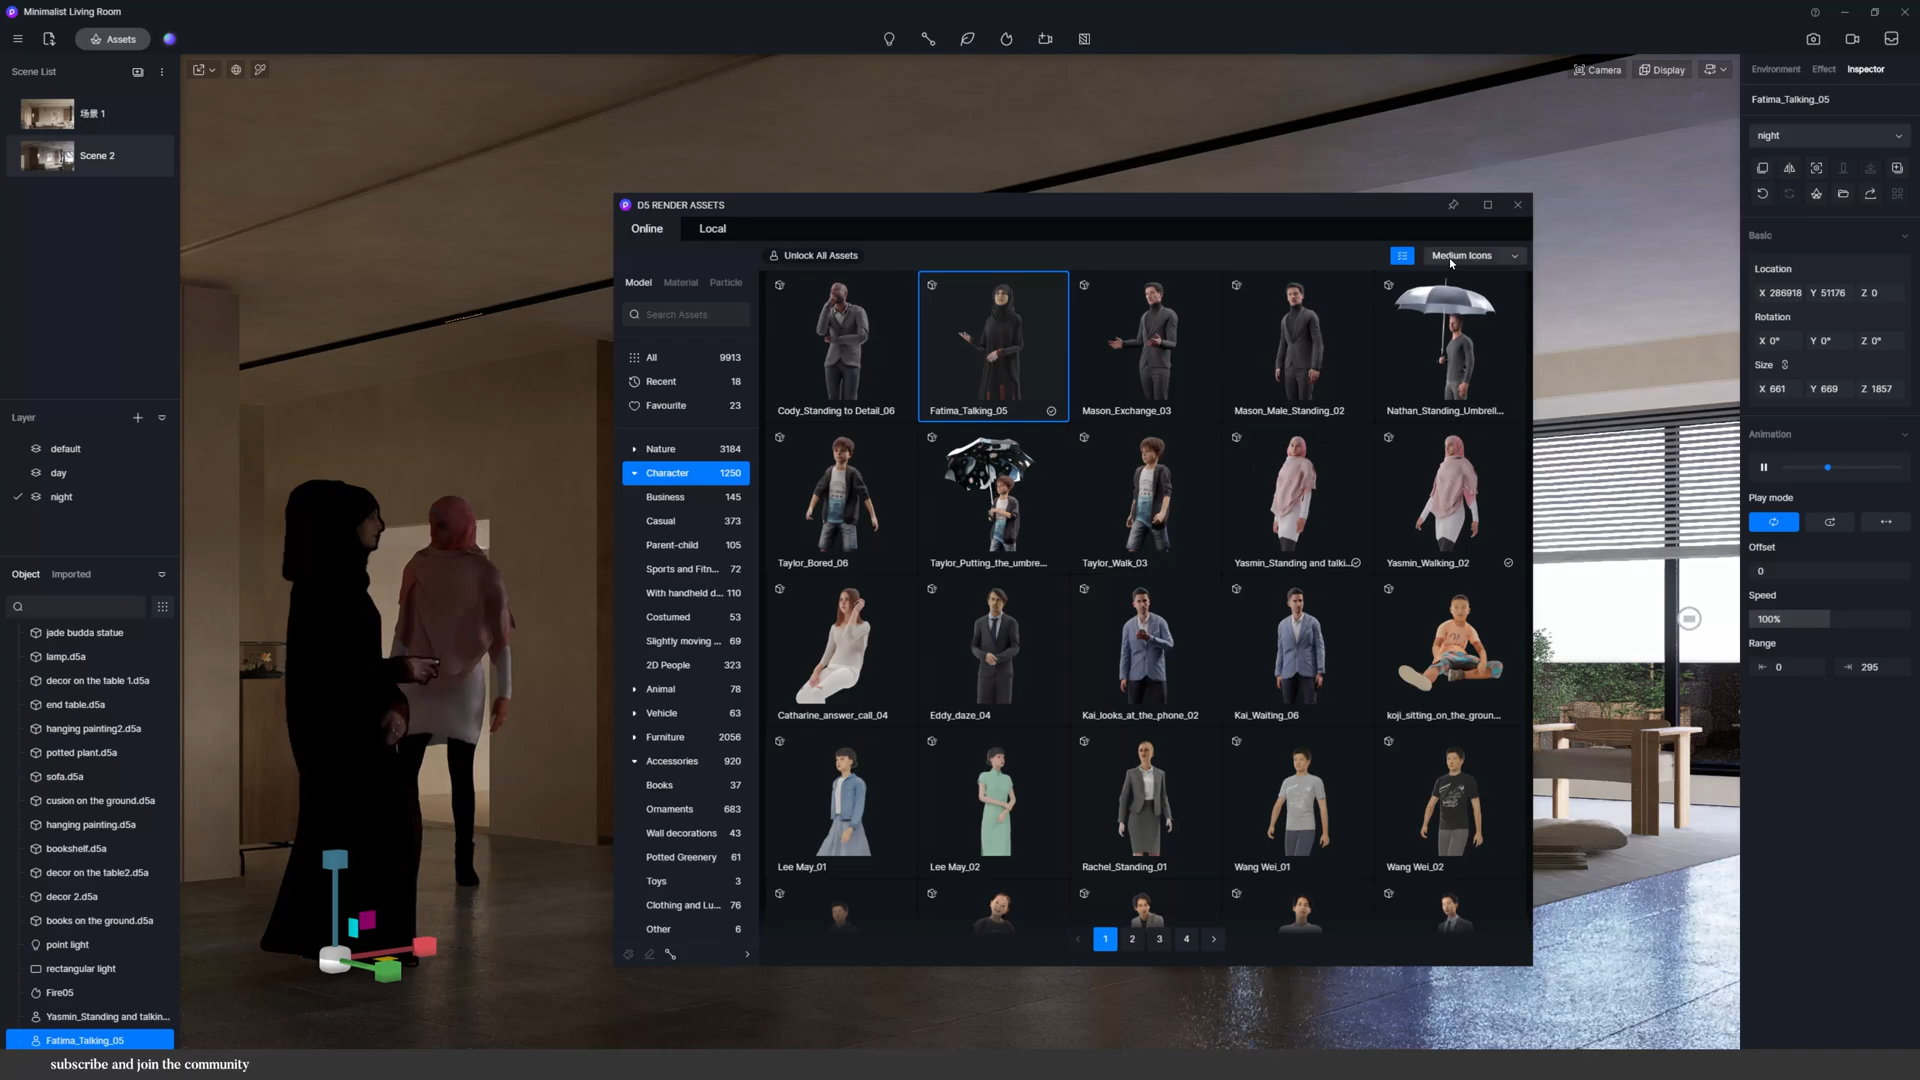 Minimalist Living Room
Assets
Scene List
场景 1
Scene 2
Layer
default
day
night
Object
Imported
jade budda statue
lamp.d5a
decor on the table 1.d5a
end table.d5a
hanging painting2.d5a
potted plant.d5a
sofa.d5a
cusion on the ground.d5a
hanging painting.d5a
bookshelf.d5a
decor on the table2.d5a
decor 2.d5a
books on the ground.d5a
point light
rectangular light
Fire05
Yasmin_Standing and talkin...
Fatima_Talking_05
Camera
Display
D5 RENDER ASSETS
Online
Local
Unlock All Assets
Medium Icons
Model
Material
Particle
Search Assets
All 9913
Recent 18
Favourite 23
Nature 3184
Character 1250
Business 145
Casual 373
Parent-child 105
Sports and Fitn... 72
With handheld d... 110
Costumed 53
Slightly moving ... 69
2D People 323
Animal 78
Vehicle 63
Furniture 2056
Accessories 920
Books 37
Ornaments 683
Wall decorations 43
Potted Greenery 61
Toys 3
Clothing and Lu... 76
Other 6
Cody_Standing to Detail_06
Fatima_Talking_05
Mason_Exchange_03
Mason_Male_Standing_02
Nathan_Standing_Umbrell...
Taylor_Bored_06
Taylor_Putting_the_umbre...
Taylor_Walk_03
Yasmin_Standing and talki...
Yasmin_Walking_02
Catharine_answer_call_04
Eddy_daze_04
Kai_looks_at_the_phone_02
Kai_Waiting_06
koji_sitting_on_the_groun...
Lee May_01
Lee May_02
Rachel_Standing_01
Wang Wei_01
Wang Wei_02
1 2 3 4
Environment
Effect
Inspector
Fatima_Talking_05
night
Basic
Location
X 286918 Y 51176 Z 0
Rotation
X 0° Y 0° Z 0°
Size
X 661 Y 669 Z 1857
Animation
Play mode
Offset
0
Speed
100%
Range
0 295
subscribe and join the community